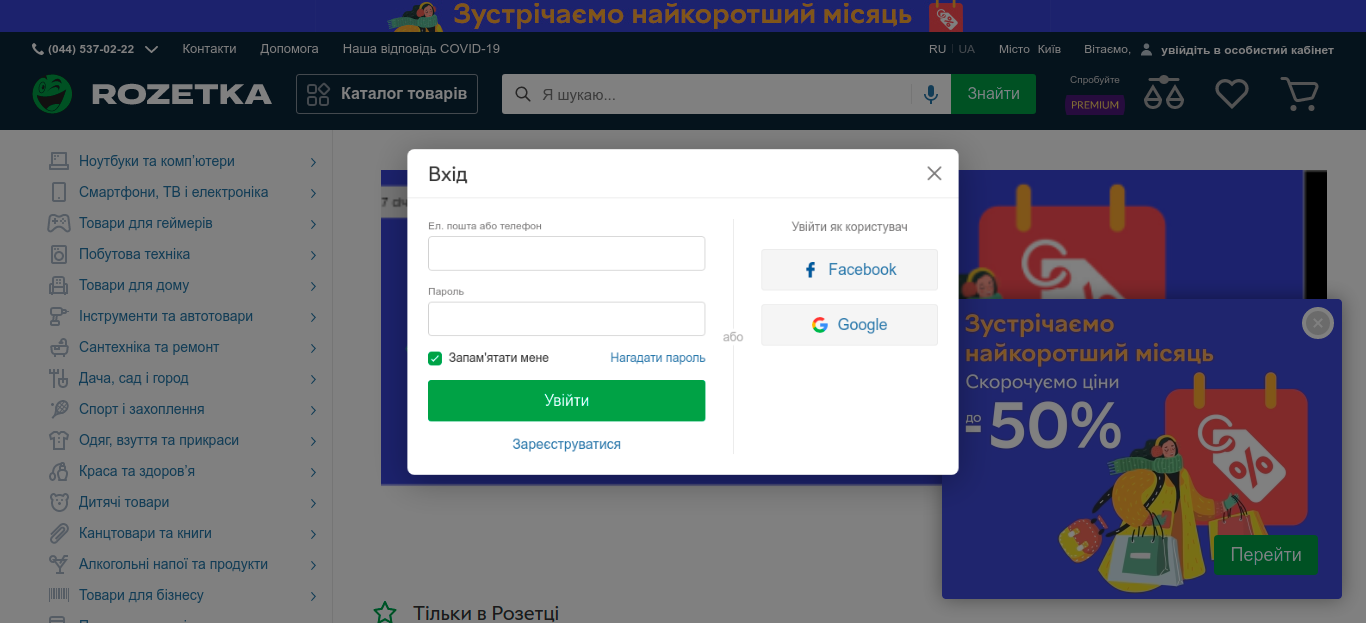 Зустрічаємо найкоротший місяць
(044) 537-02-22 Контакти Допомога Наша відповідь COVID-19 RU | UA Місто Київ Вітаємо, увійдіть в особистий кабінет
ROZETKA Каталог товарів Я шукаю... Знайти
Спробуйте
PREMIUM
Ноутбуки та комп'ютери
Смартфони, ТВ і електроніка
Товари для геймерів
Побутова техніка
Товари для дому
Інструменти та автотовари
Сантехніка та ремонт
Дача, сад і город
Спорт і захоплення
Одяг, взуття та прикраси
Краса та здоров'я
Дитячі товари
Канцтовари та книги
Алкогольні напої та продукти
Товари для бізнесу
Вхід
Ел. пошта або телефон
Пароль
Запам'ятати мене Нагадати пароль
Увійти
Зареєструватися
або
Увійти як користувач
Facebook
Google
Зустрічаємо
найкоротший місяць
Скорочуємо ціни
до
-50%
Перейти
Тільки в Розетці